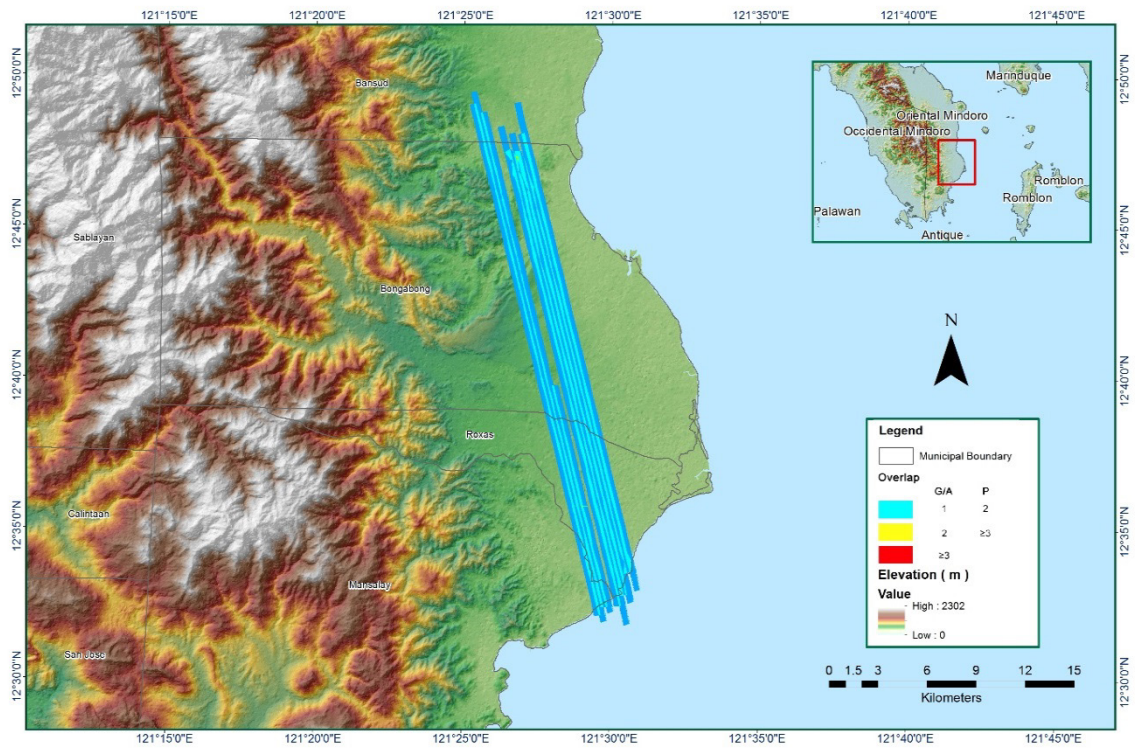 121°15'0"E 121°20'0"E 121°25'0"E 121°30'0"E 121°35'0"E 121°40'0"E 121°45'0"E
12°50'0"N
12°50'0"N
Bansud
Marinduque
Oriental Mindoro
Occidental Mindoro
Romblon
Romblon
Palawan
Antique
12°45'0"N
12°45'0"N
Sablayan
Bongabong
N
12°40'0"N
12°40'0"N
Roxas
Legend
Municipal Boundary
Overlap
G/A P
1 2
2 ≥3
≥3
Elevation ( m )
Value
High : 2302
Low : 0
12°35'0"N
12°35'0"N
Calintaan
Mansalay
San Jose
12°30'0"N
12°30'0"N
0 1.5 3 6 9 12 15
Kilometers
121°15'0"E 121°20'0"E 121°25'0"E 121°30'0"E 121°35'0"E 121°40'0"E 121°45'0"E